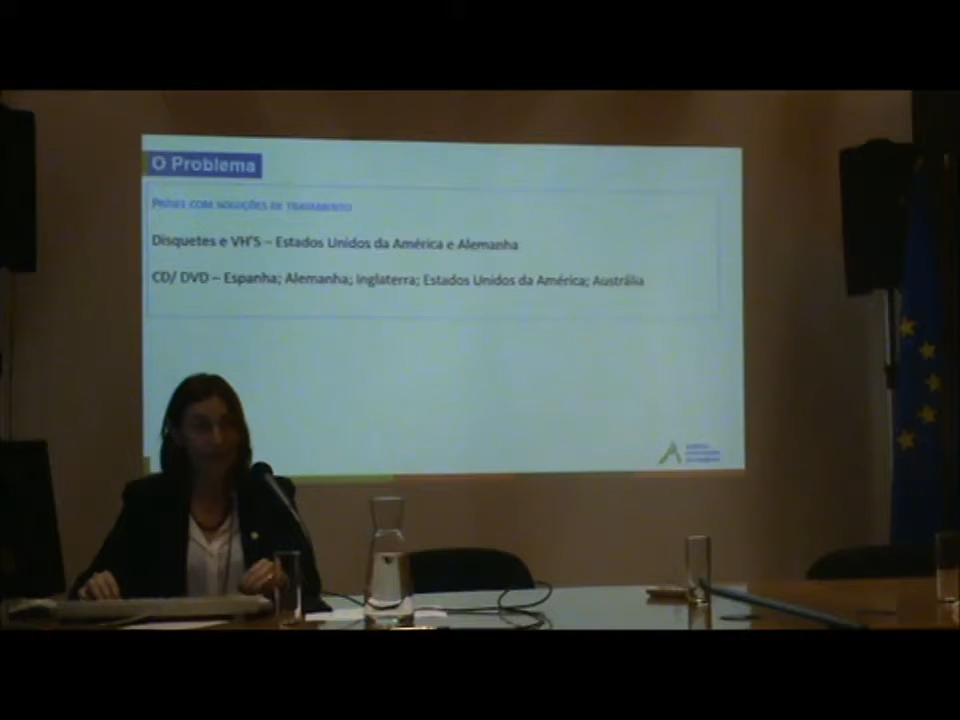 O Problema
PAÍSES COM SOLUÇÕES DE TRATAMENTO
Disquetes e VH'S – Estados Unidos da América e Alemanha
CD/ DVD – Espanha; Alemanha; Inglaterra; Estados Unidos da América; Austrália